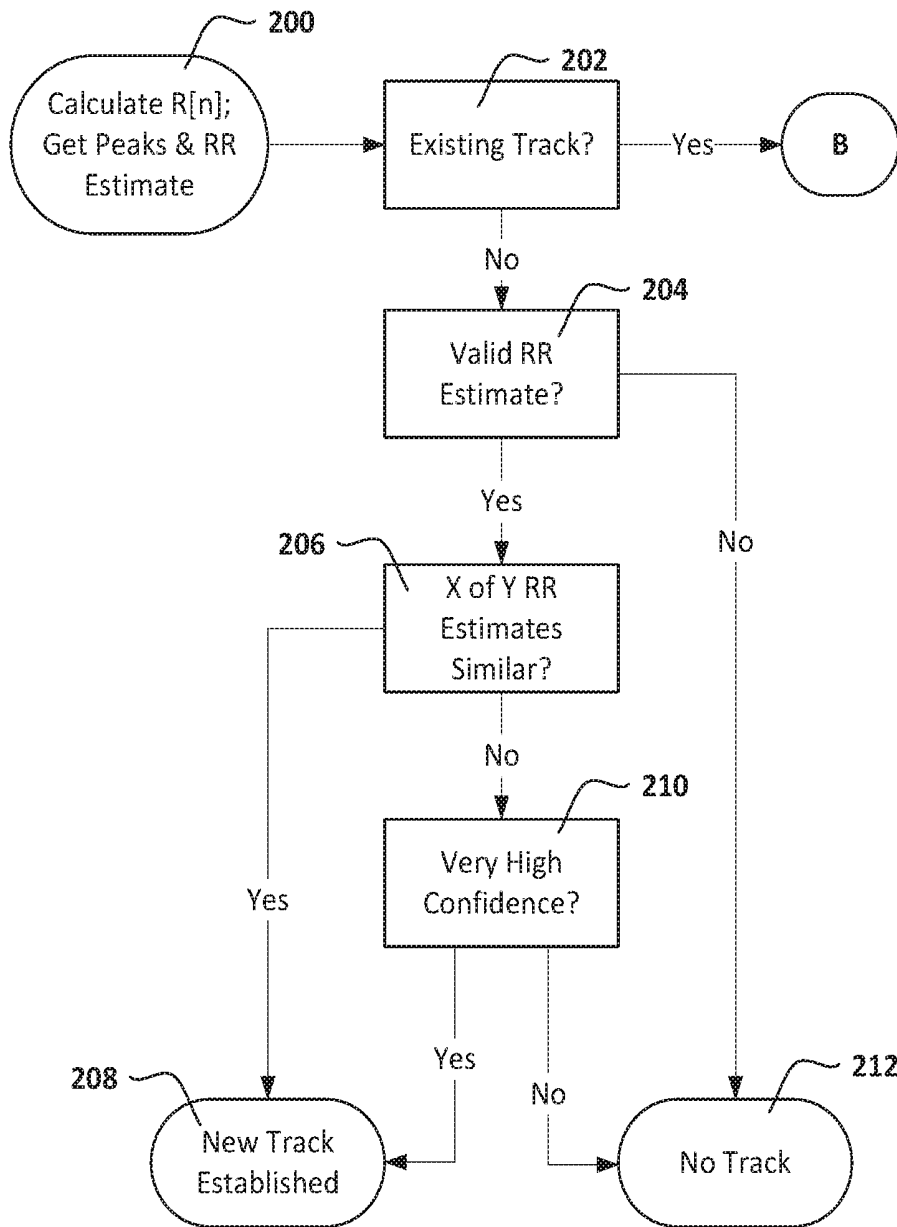 200
Calculate R[n];
Get Peaks & RR
Estimate
202
Existing Track?
Yes
B
No
204
Valid RR
Estimate?
Yes
No
206
X of Y RR
Estimates
Similar?
No
Yes
210
Very High
Confidence?
Yes
No
208
New Track
Established
212
No Track